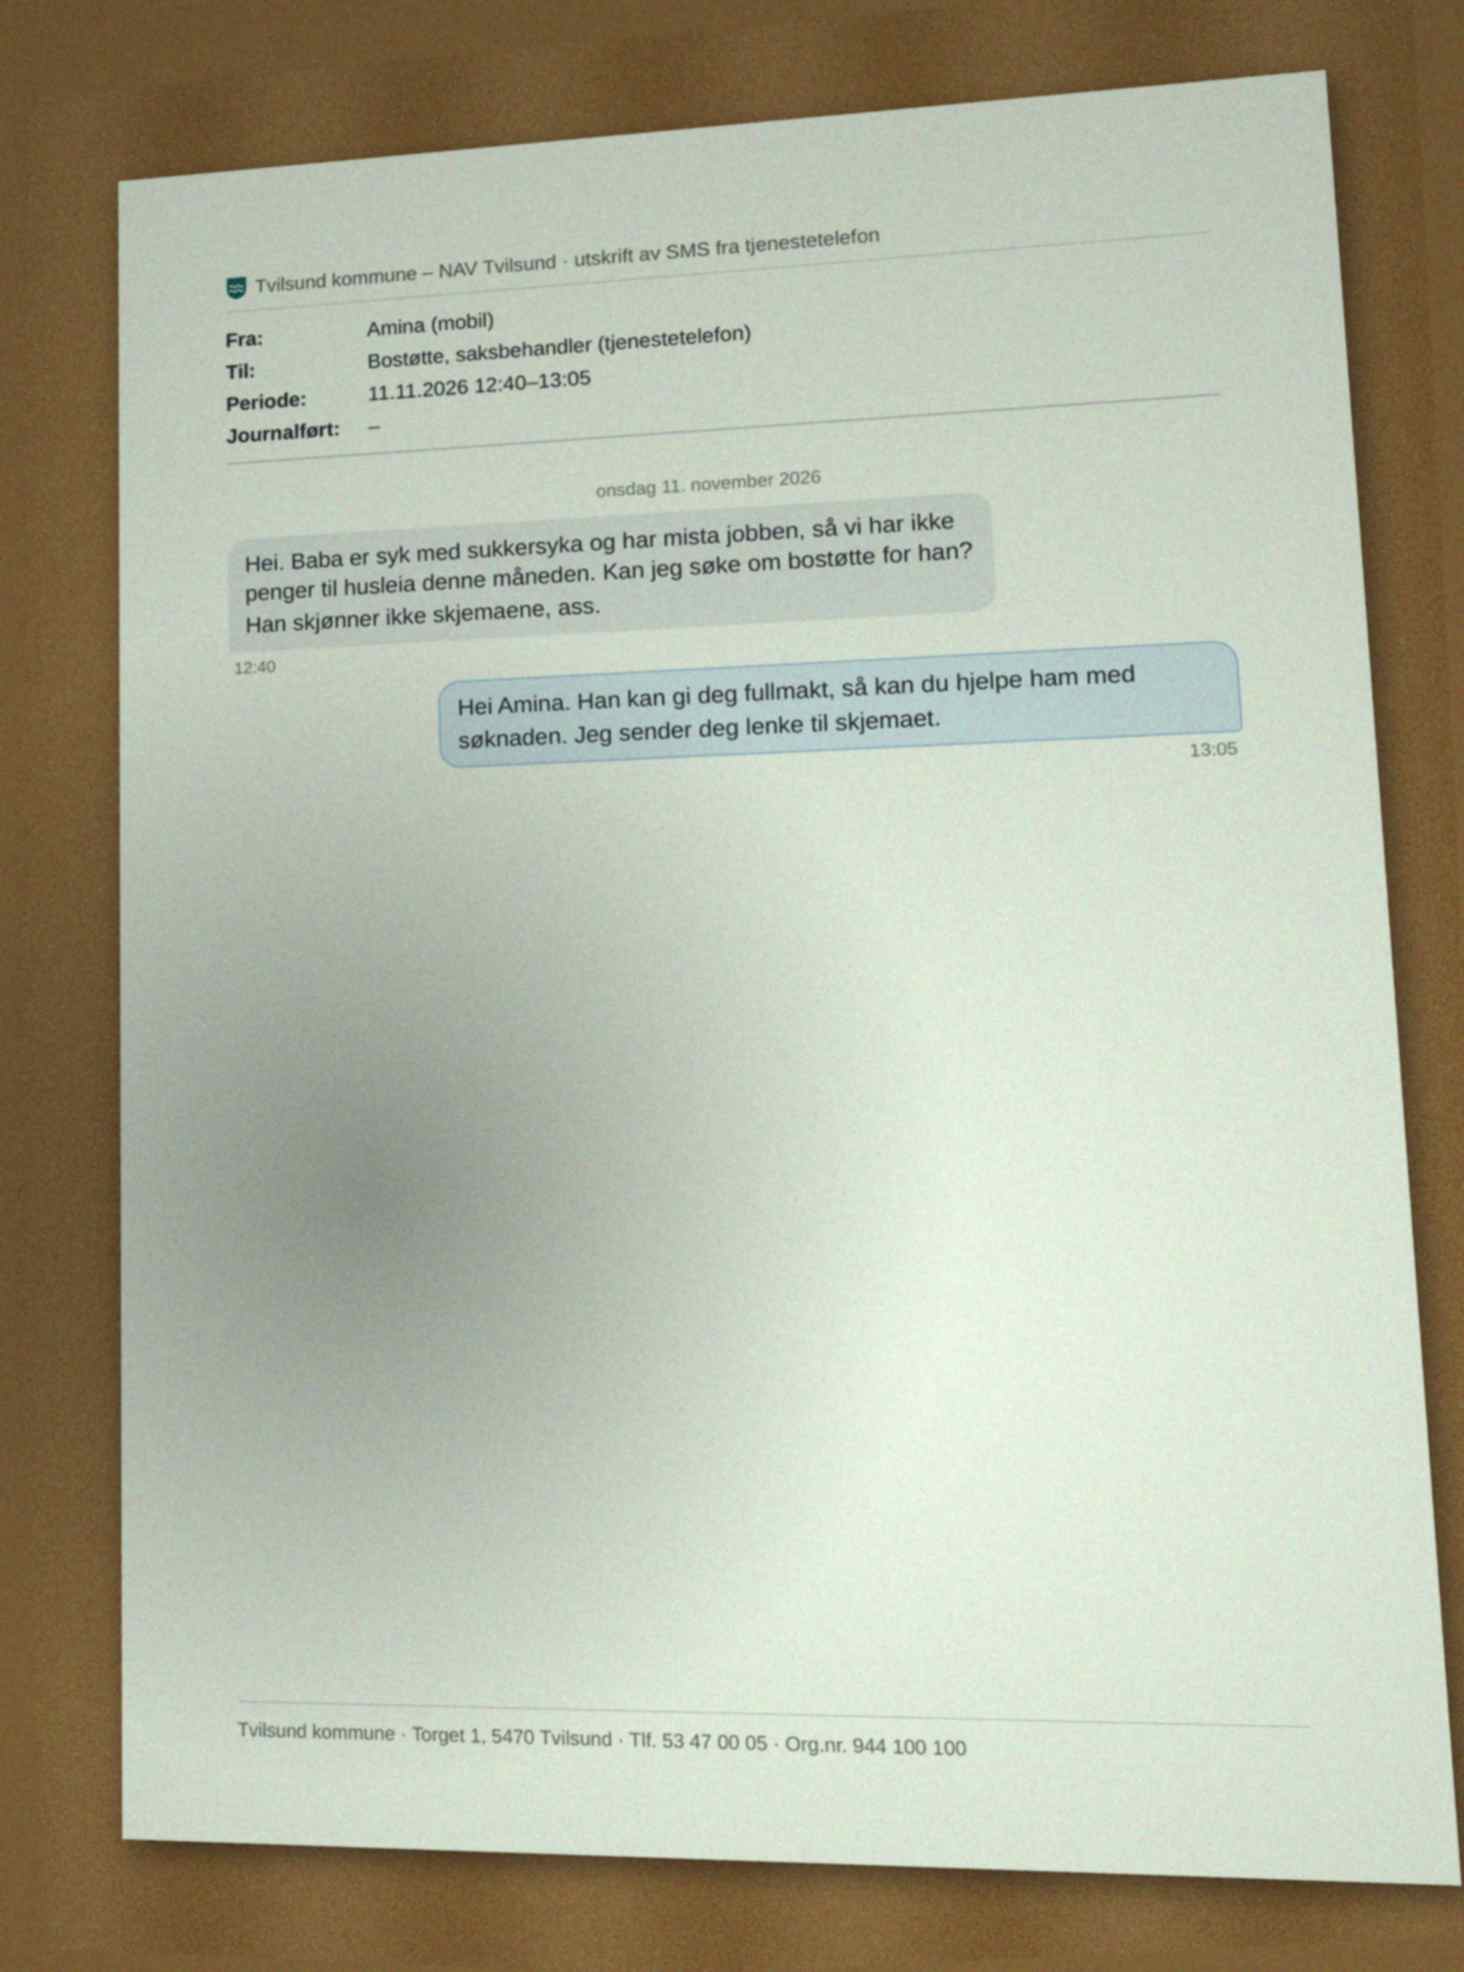 Tvilsund kommune – NAV Tvilsund · utskrift av SMS fra tjenestetelefon
Fra: Amina (mobil)
Til: Bostøtte, saksbehandler (tjenestetelefon)
Periode: 11.11.2026 12:40–13:05
Journalført: –
onsdag 11. november 2026
Hei. Baba er syk med sukkersyka og har mista jobben, så vi har ikke
penger til husleia denne måneden. Kan jeg søke om bostøtte for han?
Han skjønner ikke skjemaene, ass.
12:40
Hei Amina. Han kan gi deg fullmakt, så kan du hjelpe ham med
søknaden. Jeg sender deg lenke til skjemaet.
13:05
Tvilsund kommune · Torget 1, 5470 Tvilsund · Tlf. 53 47 00 05 · Org.nr. 944 100 100